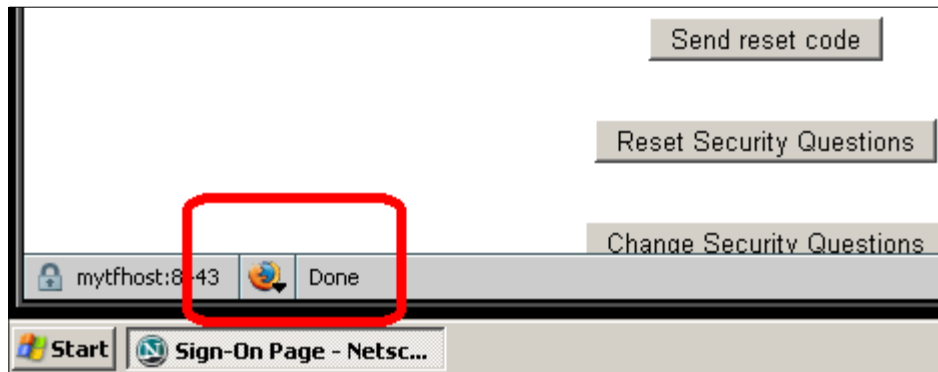 Send reset code
Reset Security Questions
Change Security Questions
mytfhost:8443 Done
Start Sign-On Page - Netsc...